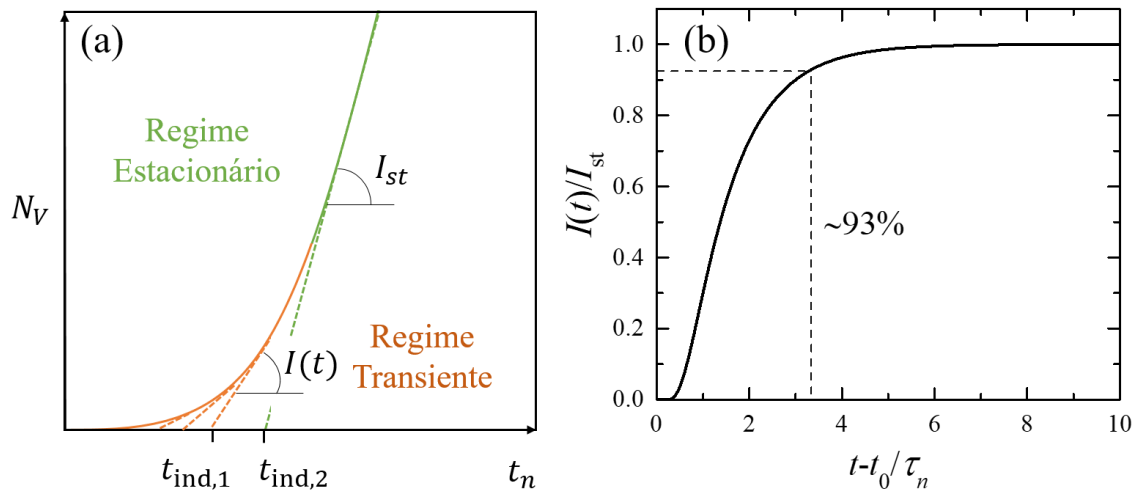 (a)
Regime
Estacionário
I_st
N_V
I(t)
Regime
Transiente
t_ind,1
t_ind,2
t_n
(b)
I(t)/I_st
1.0
0.8
0.6
0.4
0.2
0.0
~93%
0
2
4
6
8
10
t-t_0/τ_n